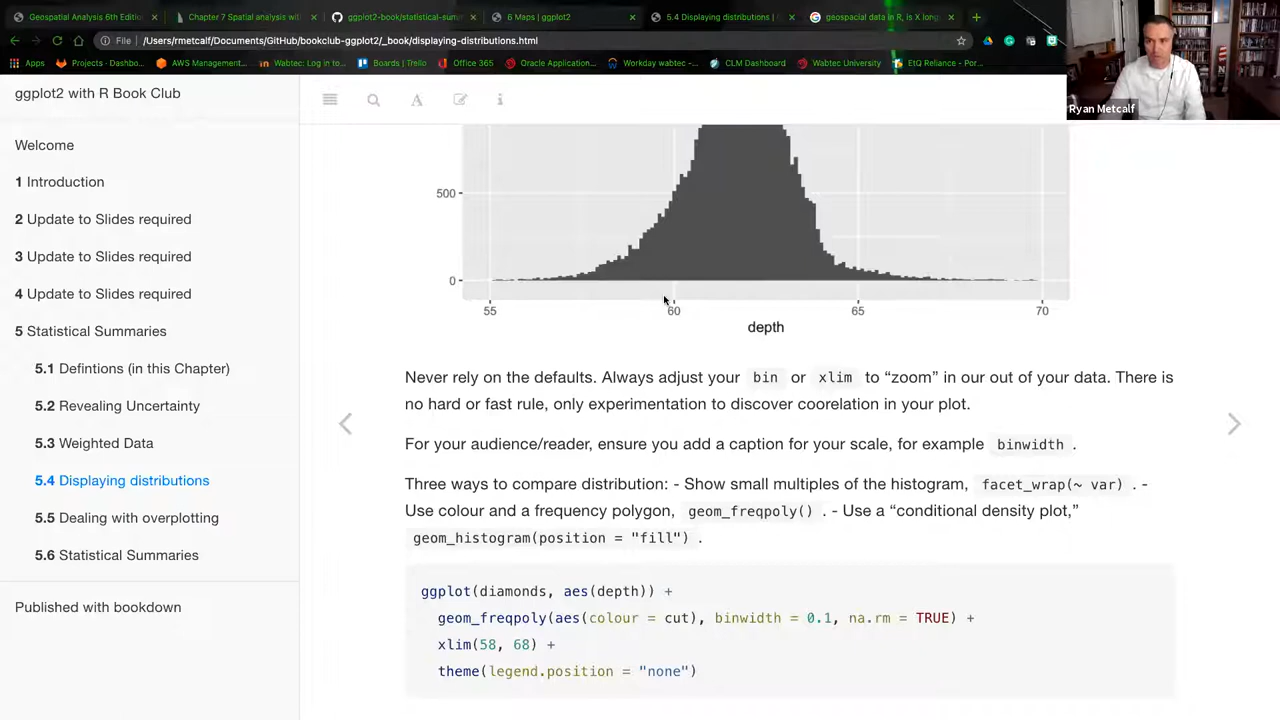 Geospatial Analysis 6th Edition
Chapter 7 Spatial analysis wit
ggplot2-book/statistical-sum
6 Maps | ggplot2
5.4 Displaying distributions |
geospacial data in R, is X long
File | /Users/rmetcalf/Documents/GitHub/bookclub-ggplot2/_book/displaying-distributions.html
Apps
Projects · Dashbo...
AWS Management...
Wabtec: Log in to...
Boards | Trello
Office 365
Oracle Application...
Workday wabtec -...
CLM Dashboard
Wabtec University
EtQ Reliance - Por...
Ryan Metcalf
ggplot2 with R Book Club
Welcome
1 Introduction
2 Update to Slides required
3 Update to Slides required
4 Update to Slides required
5 Statistical Summaries
5.1 Defintions (in this Chapter)
5.2 Revealing Uncertainty
5.3 Weighted Data
5.4 Displaying distributions
5.5 Dealing with overplotting
5.6 Statistical Summaries
Published with bookdown
500
0
55 60 65 70
depth
Never rely on the defaults. Always adjust your bin or xlim to “zoom” in our out of your data. There is
no hard or fast rule, only experimentation to discover coorelation in your plot.
For your audience/reader, ensure you add a caption for your scale, for example binwidth .
Three ways to compare distribution: - Show small multiples of the histogram, facet_wrap(~ var) . -
Use colour and a frequency polygon, geom_freqpoly() . - Use a “conditional density plot,”
geom_histogram(position = "fill") .
ggplot(diamonds, aes(depth)) +
geom_freqpoly(aes(colour = cut), binwidth = 0.1, na.rm = TRUE) +
xlim(58, 68) +
theme(legend.position = "none")